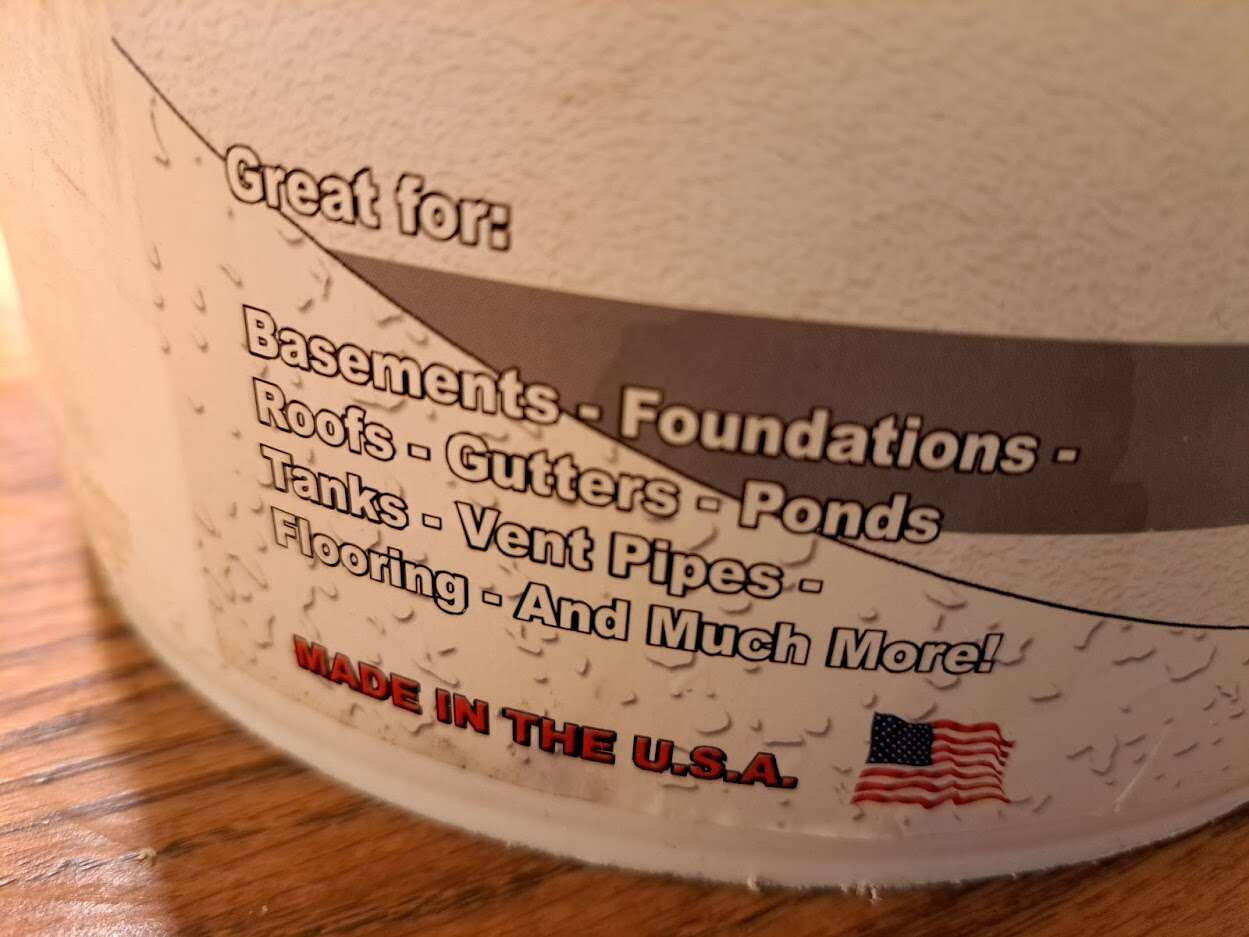 Great for:
Basements - Foundations -
Roofs - Gutters - Ponds
Tanks - Vent Pipes -
Flooring - And Much More!
MADE IN THE U.S.A.